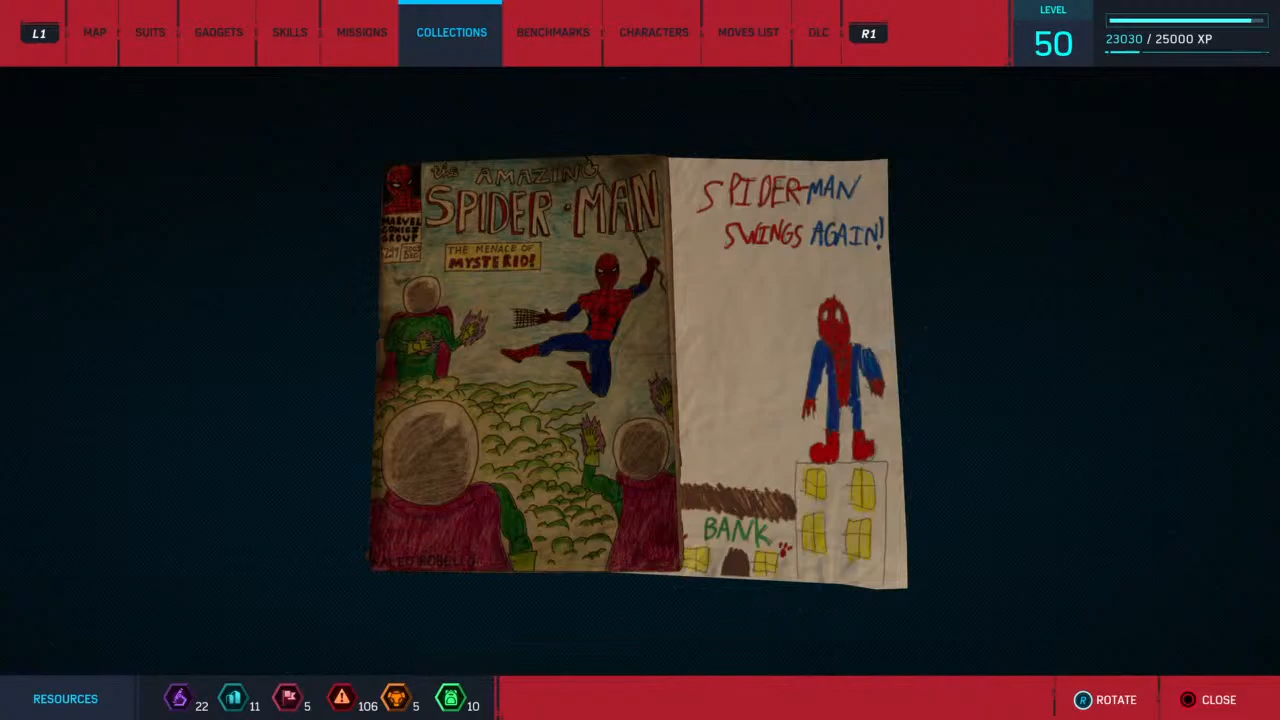 L1 MAP SUITS GADGETS SKILLS MISSIONS COLLECTIONS BENCHMARKS CHARACTERS MOVES LIST DLC R1
LEVEL
50
23030 / 25000 XP
the AMAZING
SPIDER-MAN
MARVEL
COMICS
GROUP
THE MENACE OF
MYSTERIO!
SPIDER-MAN
SWINGS AGAIN!
BANK
RESOURCES 22 11 5 106 5 10
R ROTATE CLOSE